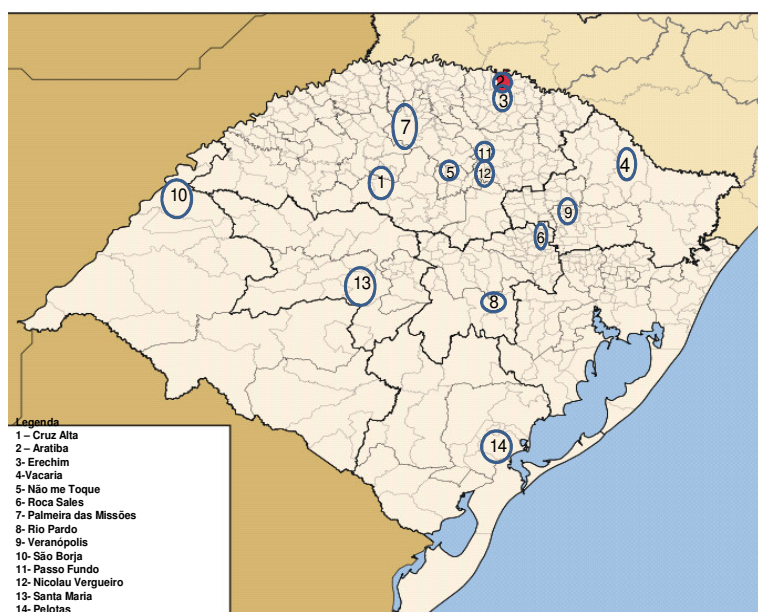 2
3
7
11
4
5
12
1
10
9
6
13
8
14
Legenda
1 – Cruz Alta
2 – Aratiba
3- Erechim
4-Vacaria
5- Não me Toque
6- Roca Sales
7- Palmeira das Missões
8- Rio Pardo
9- Veranópolis
10- São Borja
11- Passo Fundo
12- Nicolau Vergueiro
13- Santa Maria
14- Pelotas